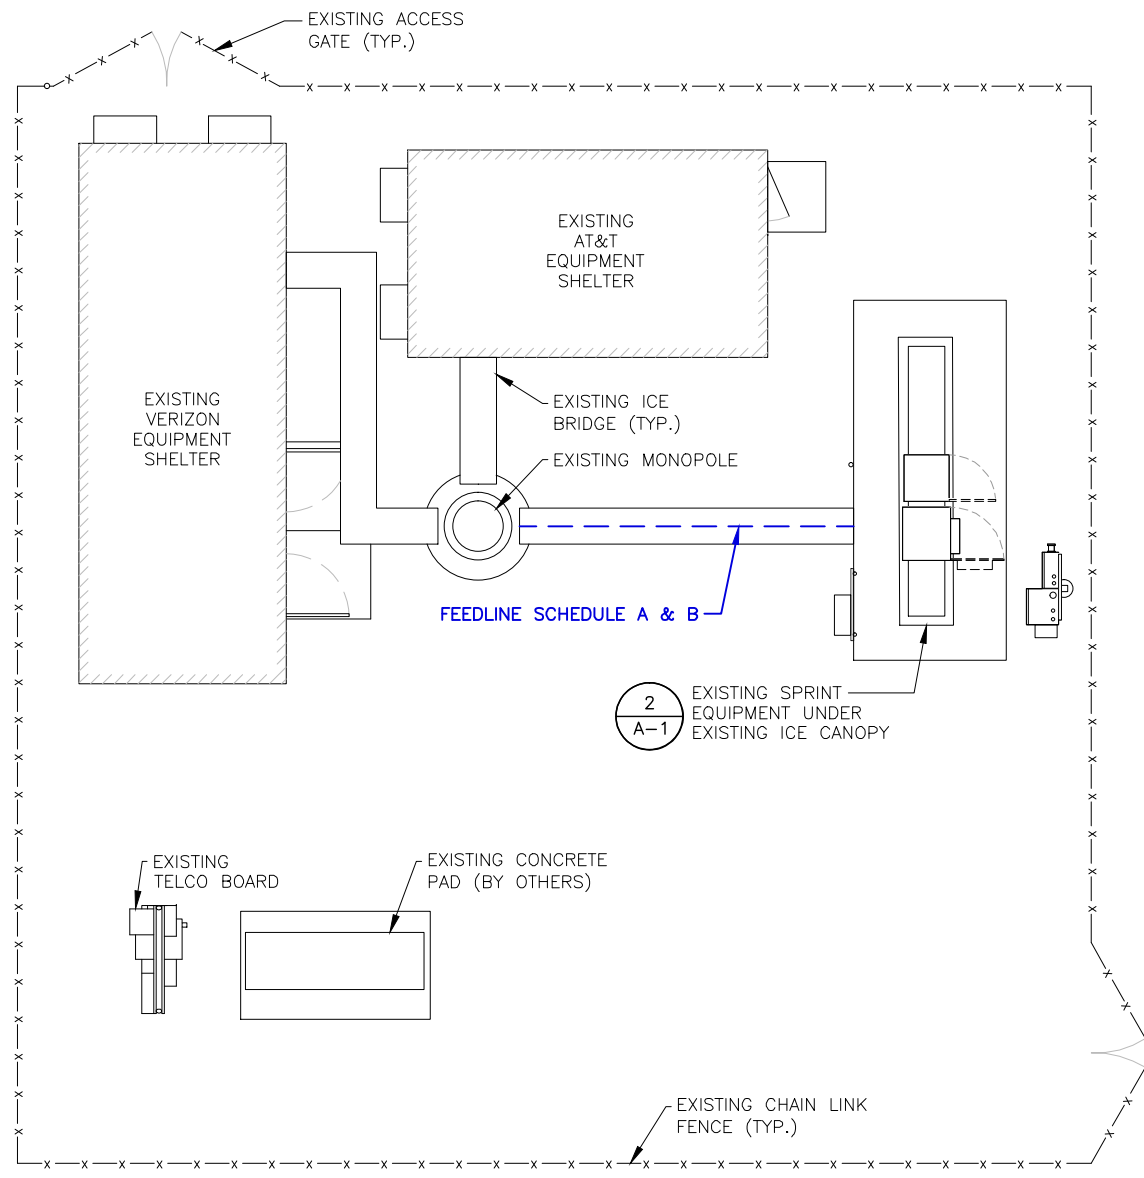 EXISTING ACCESS
GATE (TYP.)
EXISTING
AT&T
EQUIPMENT
SHELTER
EXISTING
VERIZON
EQUIPMENT
SHELTER
EXISTING ICE
BRIDGE (TYP.)
EXISTING MONOPOLE
FEEDLINE SCHEDULE A & B
2
A-1
EXISTING SPRINT
EQUIPMENT UNDER
EXISTING ICE CANOPY
EXISTING
TELCO BOARD
EXISTING CONCRETE
PAD (BY OTHERS)
EXISTING CHAIN LINK
FENCE (TYP.)